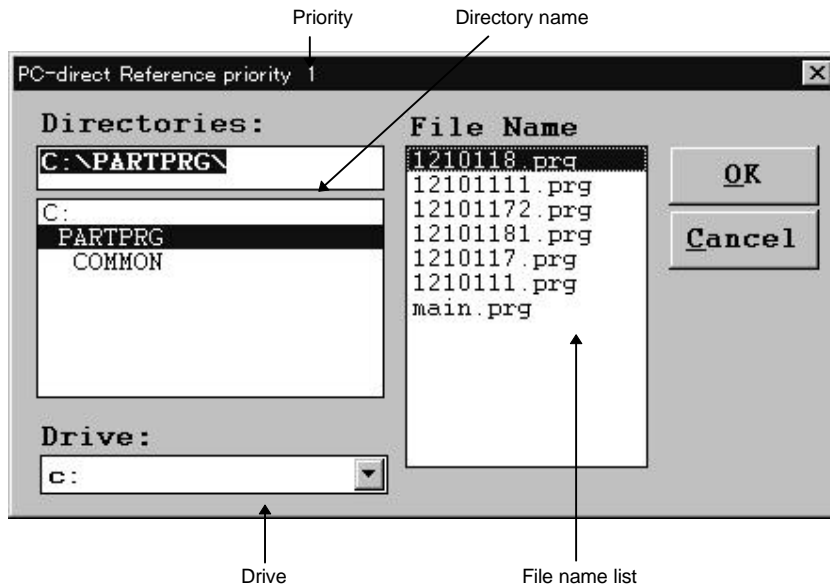 Priority
Directory name
PC-direct Reference priority 1
Directories:
C:\PARTPRG\
C:
PARTPRG
COMMON
Drive:
c:
File Name
1210118.prg
12101111.prg
12101172.prg
12101181.prg
1210117.prg
1210111.prg
main.prg
OK
Cancel
Drive
File name list